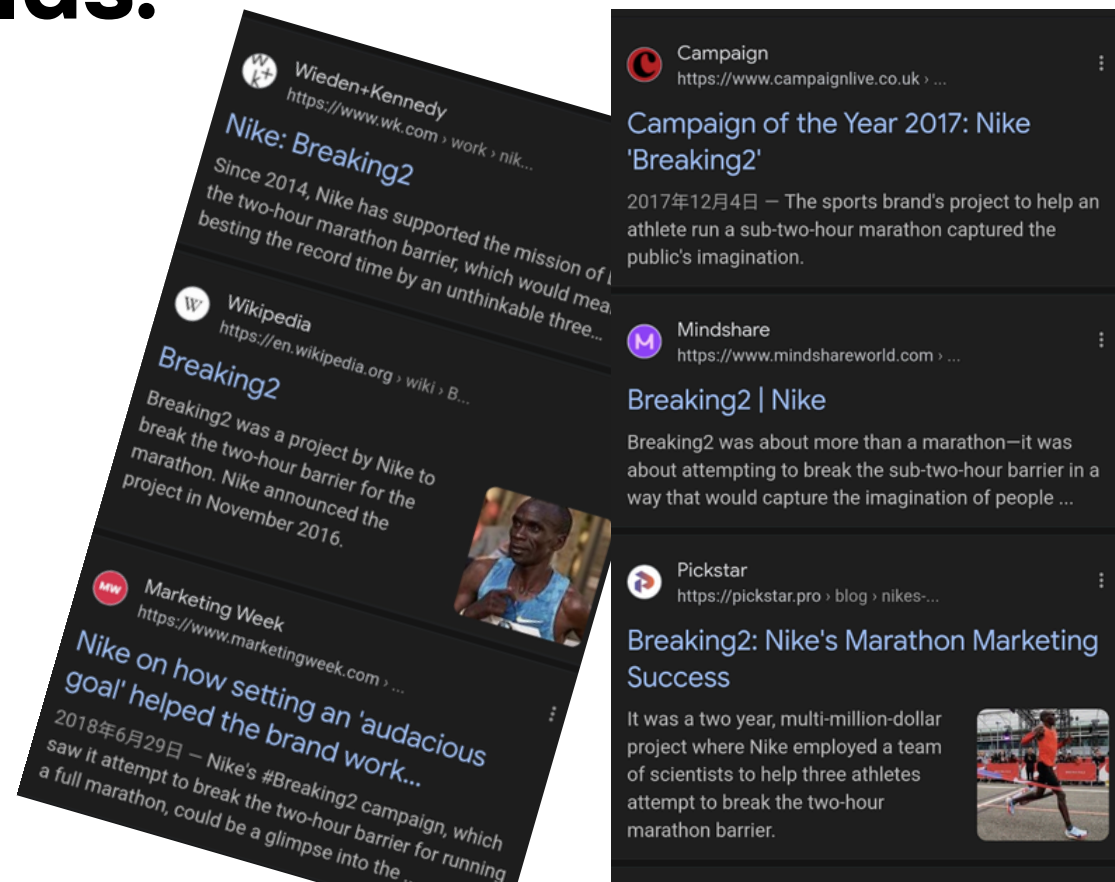 Wieden+Kennedy
https://www.wk.com › work › nik...
Nike: Breaking2
Since 2014, Nike has supported the mission of
the two-hour marathon barrier, which would mea
besting the record time by an unthinkable three...
W
Wikipedia
https://en.wikipedia.org › wiki › B...
Breaking2
Breaking2 was a project by Nike to
break the two-hour barrier for the
marathon. Nike announced the
project in November 2016.
MW
Marketing Week
https://www.marketingweek.com › ...
Nike on how setting an 'audacious
goal' helped the brand work...
2018年6月29日 — Nike's #Breaking2 campaign, which
saw it attempt to break the two-hour barrier for running
a full marathon, could be a glimpse into the ...
Campaign
https://www.campaignlive.co.uk › ...
Campaign of the Year 2017: Nike
'Breaking2'
2017年12月4日 — The sports brand's project to help an
athlete run a sub-two-hour marathon captured the
public's imagination.
Mindshare
https://www.mindshareworld.com › ...
Breaking2 | Nike
Breaking2 was about more than a marathon—it was
about attempting to break the sub-two-hour barrier in a
way that would capture the imagination of people ...
Pickstar
https://pickstar.pro › blog › nikes-...
Breaking2: Nike's Marathon Marketing
Success
It was a two year, multi-million-dollar
project where Nike employed a team
of scientists to help three athletes
attempt to break the two-hour
marathon barrier.